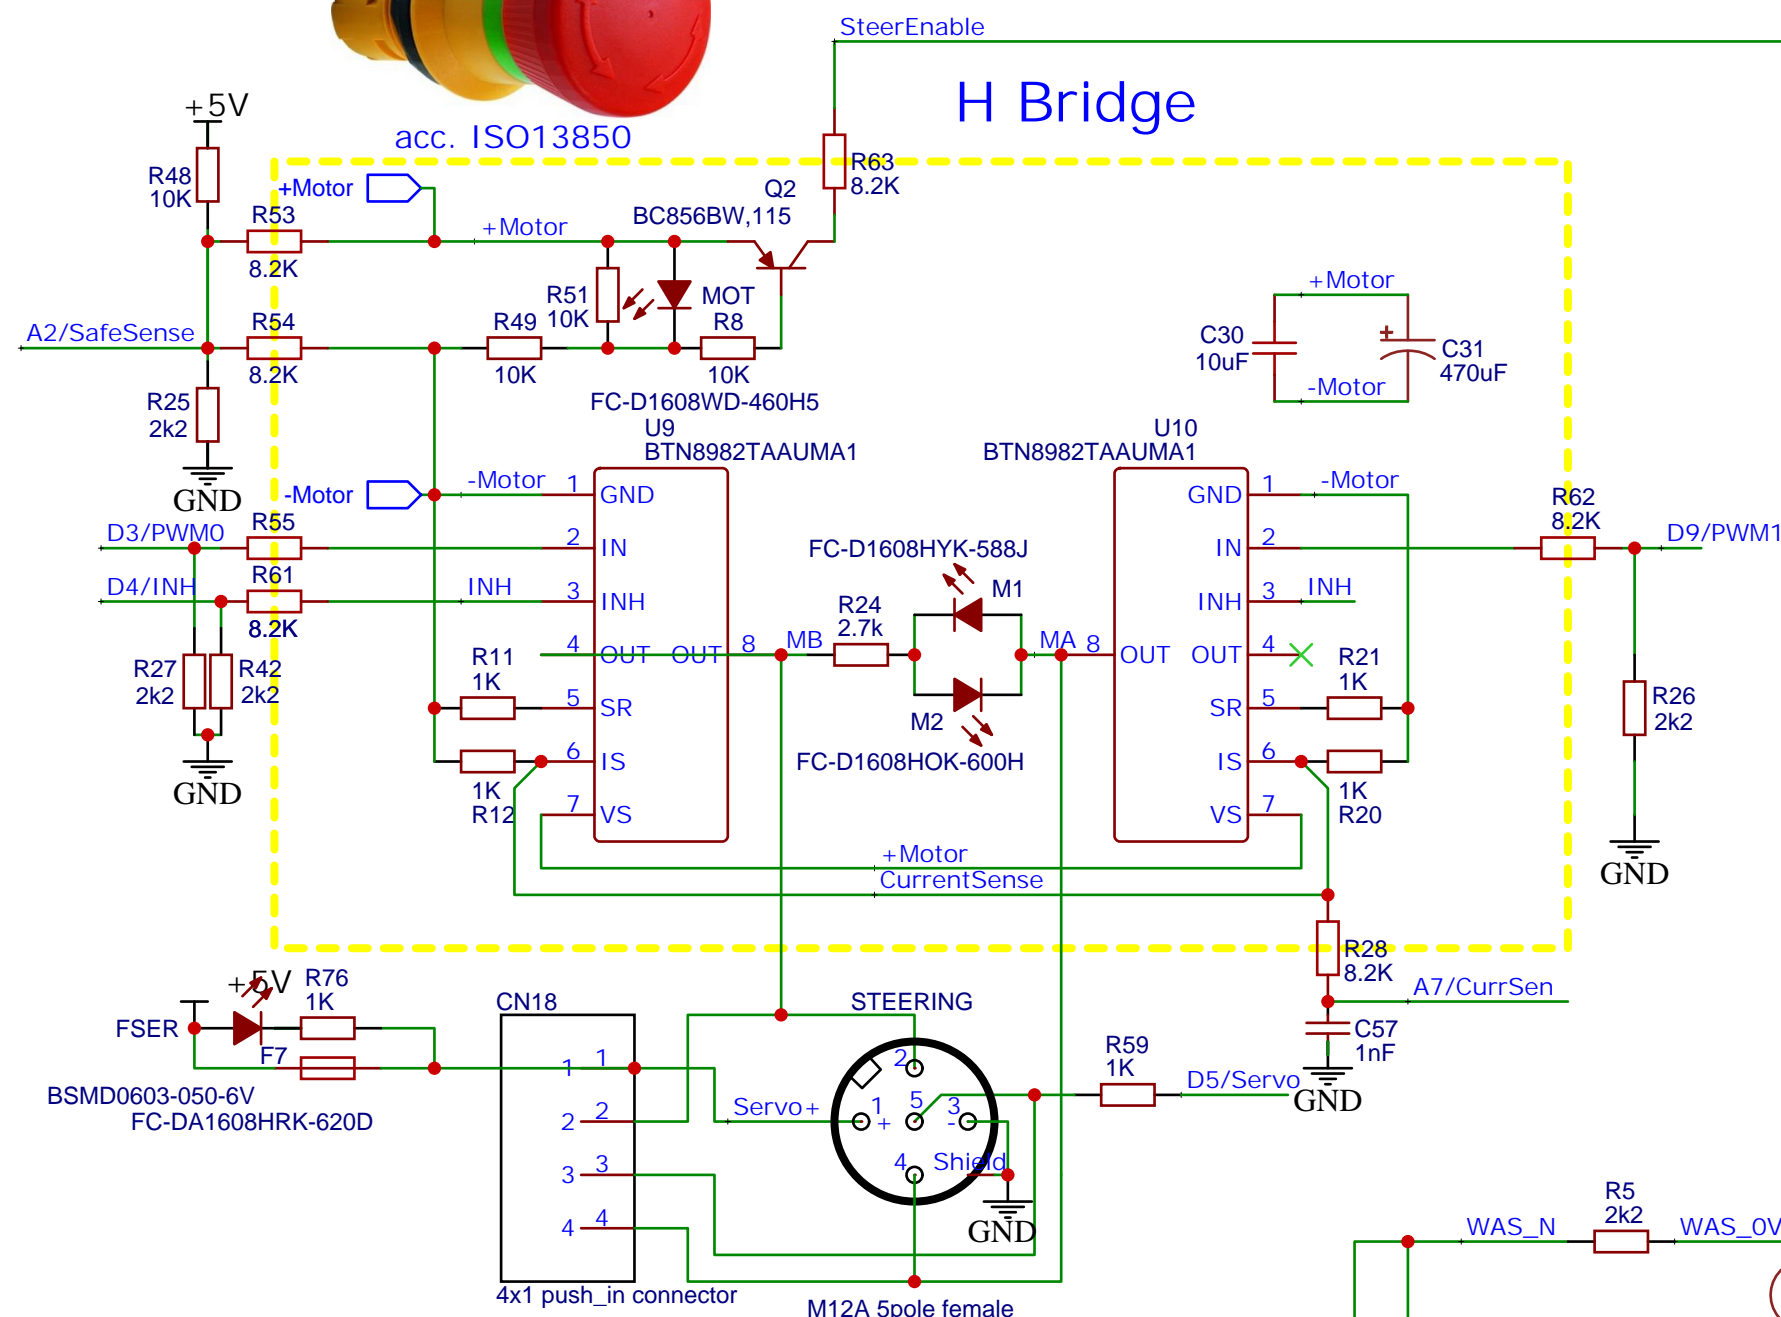 SteerEnable
H Bridge
acc. ISO13850
+5V
R48
10K
+Motor
R53
8.2K
+Motor
Q2
BC856BW,115
R63
8.2K
R51
10K
MOT
A2/SafeSense
R54
8.2K
R49
10K
R8
10K
FC-D1608WD-460H5
+Motor
C30
10uF
C31
470uF
-Motor
R25
2k2
GND
U9
BTN8982TAAUMA1
U10
BTN8982TAAUMA1
-Motor
-Motor
1
GND
GND
1
-Motor
R62
8.2K
D3/PWM0
R55
2
IN
IN
2
D9/PWM1
D4/INH
R61
8.2K
INH
3
INH
INH
3
INH
FC-D1608HYK-588J
M1
R24
2.7k
4
OUT
OUT
8
MB
MA
8
OUT
OUT
4
R27
2k2
R42
2k2
GND
R11
1K
5
SR
M2
FC-D1608HOK-600H
SR
5
R21
1K
R26
2k2
GND
6
IS
1K
R12
IS
6
1K
R20
7
VS
VS
7
+Motor
CurrentSense
R28
8.2K
A7/CurrSen
C57
1nF
GND
+5V
R76
1K
FSER
F7
BSMD0603-050-6V
FC-DA1608HRK-620D
CN18
1
1
2
2
3
3
4
4
4x1 push_in connector
STEERING
2
Servo+
1
+
5
3
-
4
Shield
GND
R59
1K
D5/Servo
M12A 5pole female
R5
2k2
WAS_N
WAS_0V